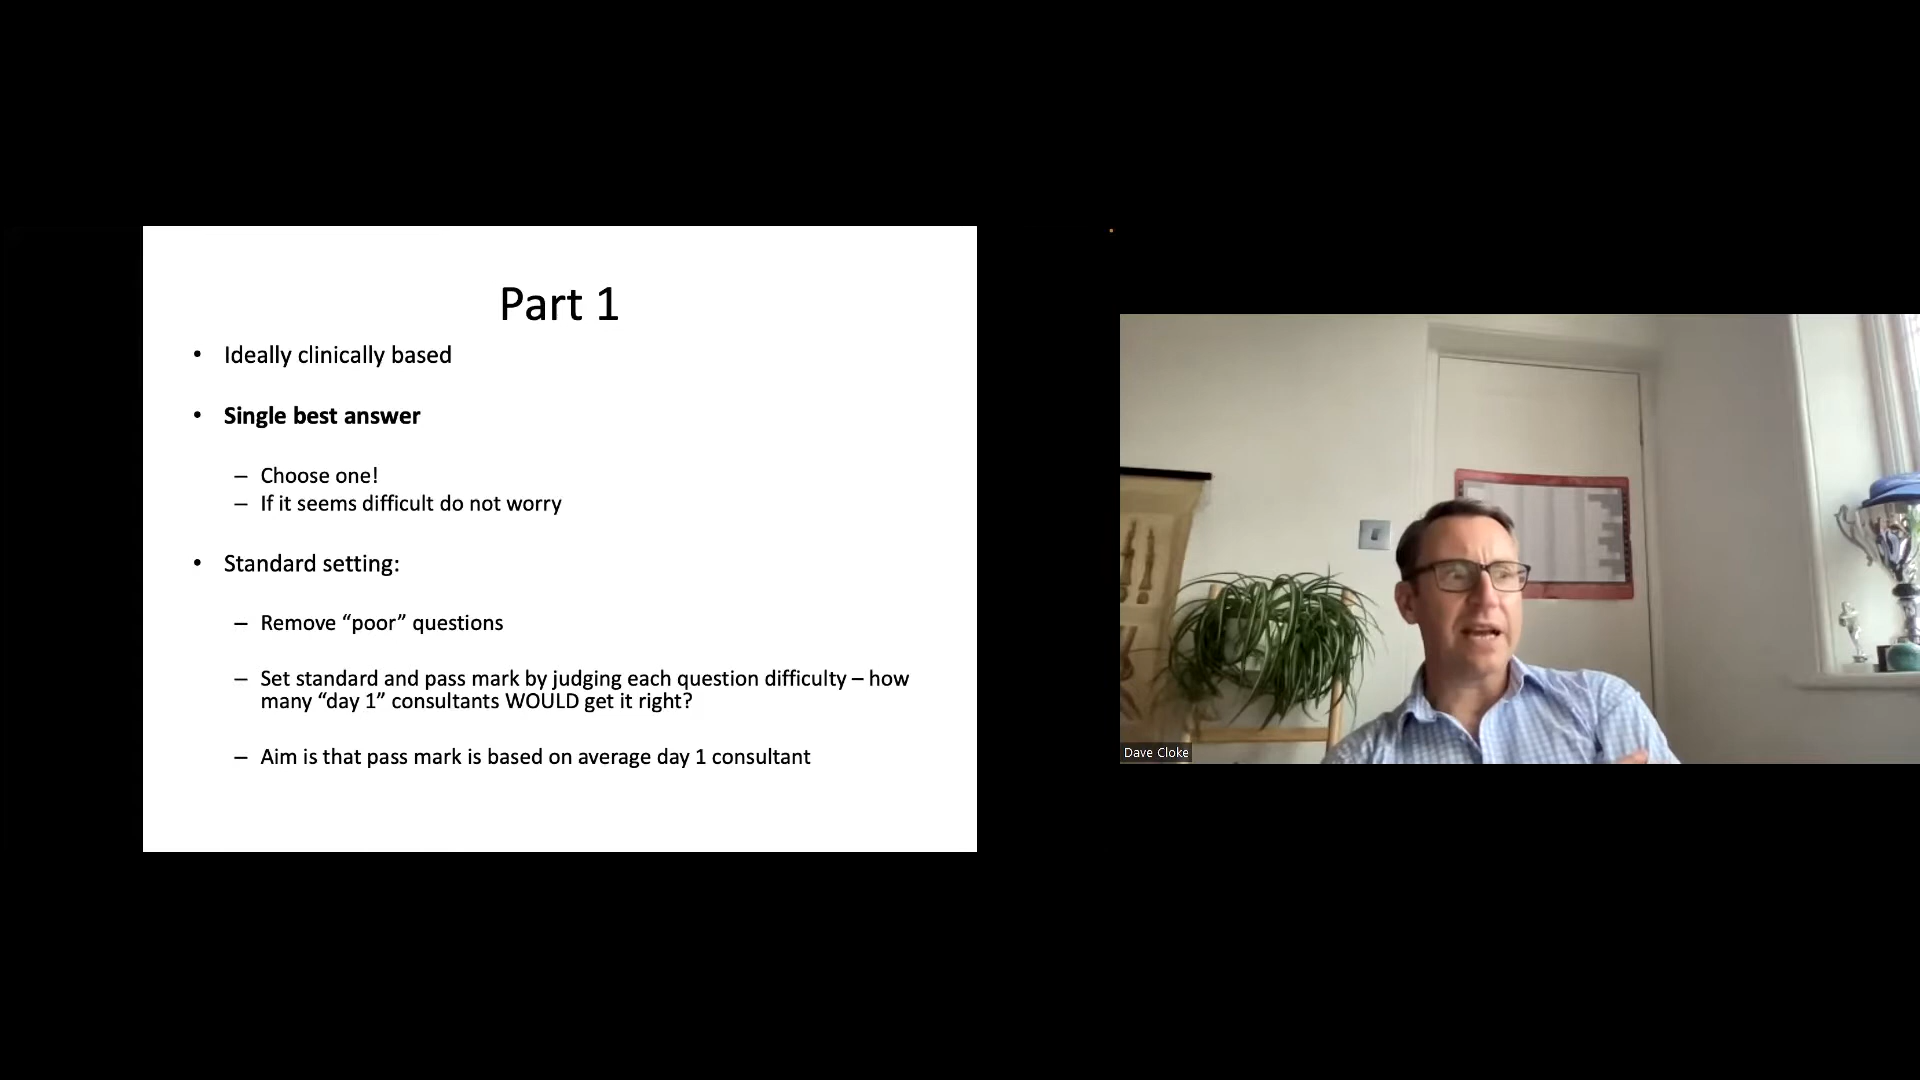 Part 1
• Ideally clinically based
• Single best answer
– Choose one!
– If it seems difficult do not worry
• Standard setting:
– Remove “poor” questions
– Set standard and pass mark by judging each question difficulty – how
many “day 1” consultants WOULD get it right?
– Aim is that pass mark is based on average day 1 consultant
Dave Cloke